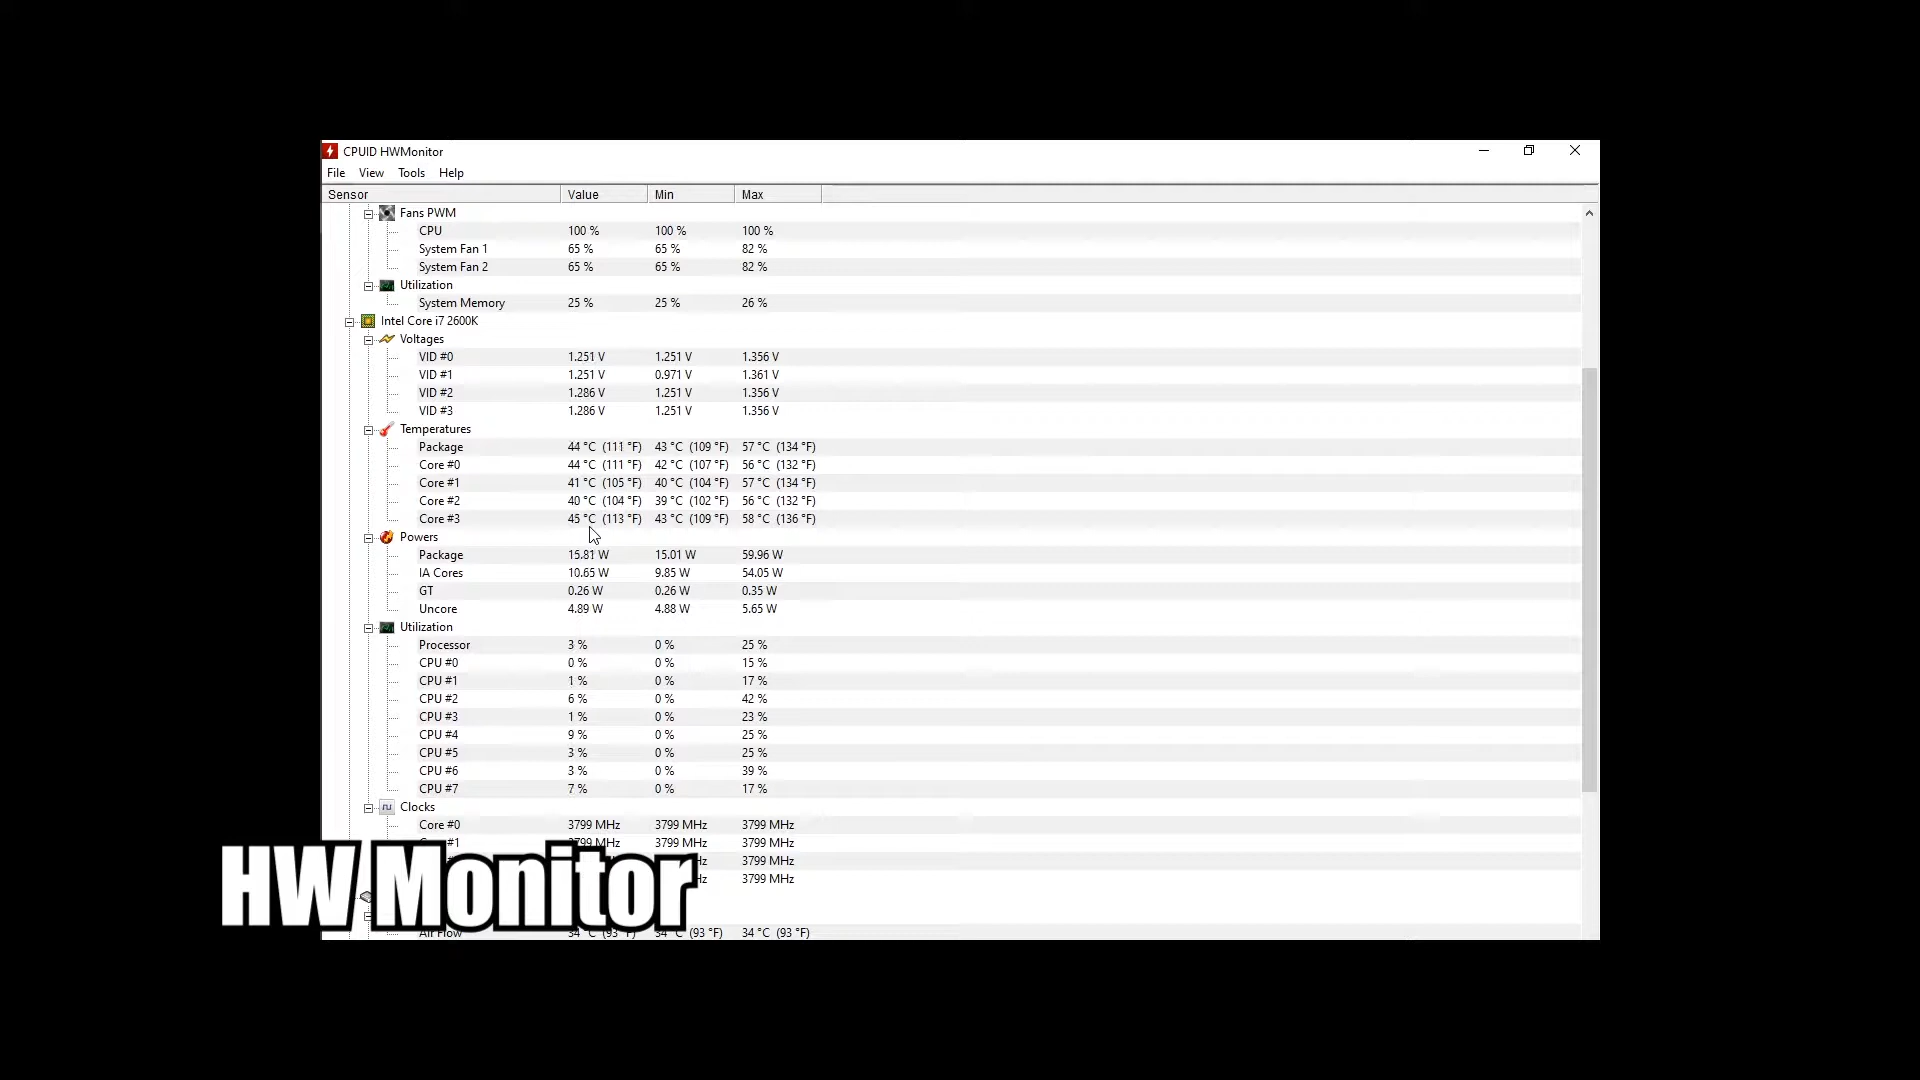 CPUID HWMonitor
File View Tools Help
Sensor Value Min Max
Fans PWM
CPU 100 % 100 % 100 %
System Fan 1 65 % 65 % 82 %
System Fan 2 65 % 65 % 82 %
Utilization
System Memory 25 % 25 % 26 %
Intel Core i7 2600K
Voltages
VID #0 1.251 V 1.251 V 1.356 V
VID #1 1.251 V 0.971 V 1.361 V
VID #2 1.286 V 1.251 V 1.356 V
VID #3 1.286 V 1.251 V 1.356 V
Temperatures
Package 44 °C (111 °F) 43 °C (109 °F) 57 °C (134 °F)
Core #0 44 °C (111 °F) 42 °C (107 °F) 56 °C (132 °F)
Core #1 41 °C (105 °F) 40 °C (104 °F) 57 °C (134 °F)
Core #2 40 °C (104 °F) 39 °C (102 °F) 56 °C (132 °F)
Core #3 45 °C (113 °F) 43 °C (109 °F) 58 °C (136 °F)
Powers
Package 15.81 W 15.01 W 59.96 W
IA Cores 10.65 W 9.85 W 54.05 W
GT 0.26 W 0.26 W 0.35 W
Uncore 4.89 W 4.88 W 5.65 W
Utilization
Processor 3 % 0 % 25 %
CPU #0 0 % 0 % 15 %
CPU #1 1 % 0 % 17 %
CPU #2 6 % 0 % 42 %
CPU #3 1 % 0 % 23 %
CPU #4 9 % 0 % 25 %
CPU #5 3 % 0 % 25 %
CPU #6 3 % 0 % 39 %
CPU #7 7 % 0 % 17 %
Clocks
Core #0 3799 MHz 3799 MHz 3799 MHz
#1 3799 MHz 3799 MHz 3799 MHz
3799 MHz
3799 MHz
HW Monitor
Air Flow 34 °C (93 °F) 34 °C (93 °F) 34 °C (93 °F)